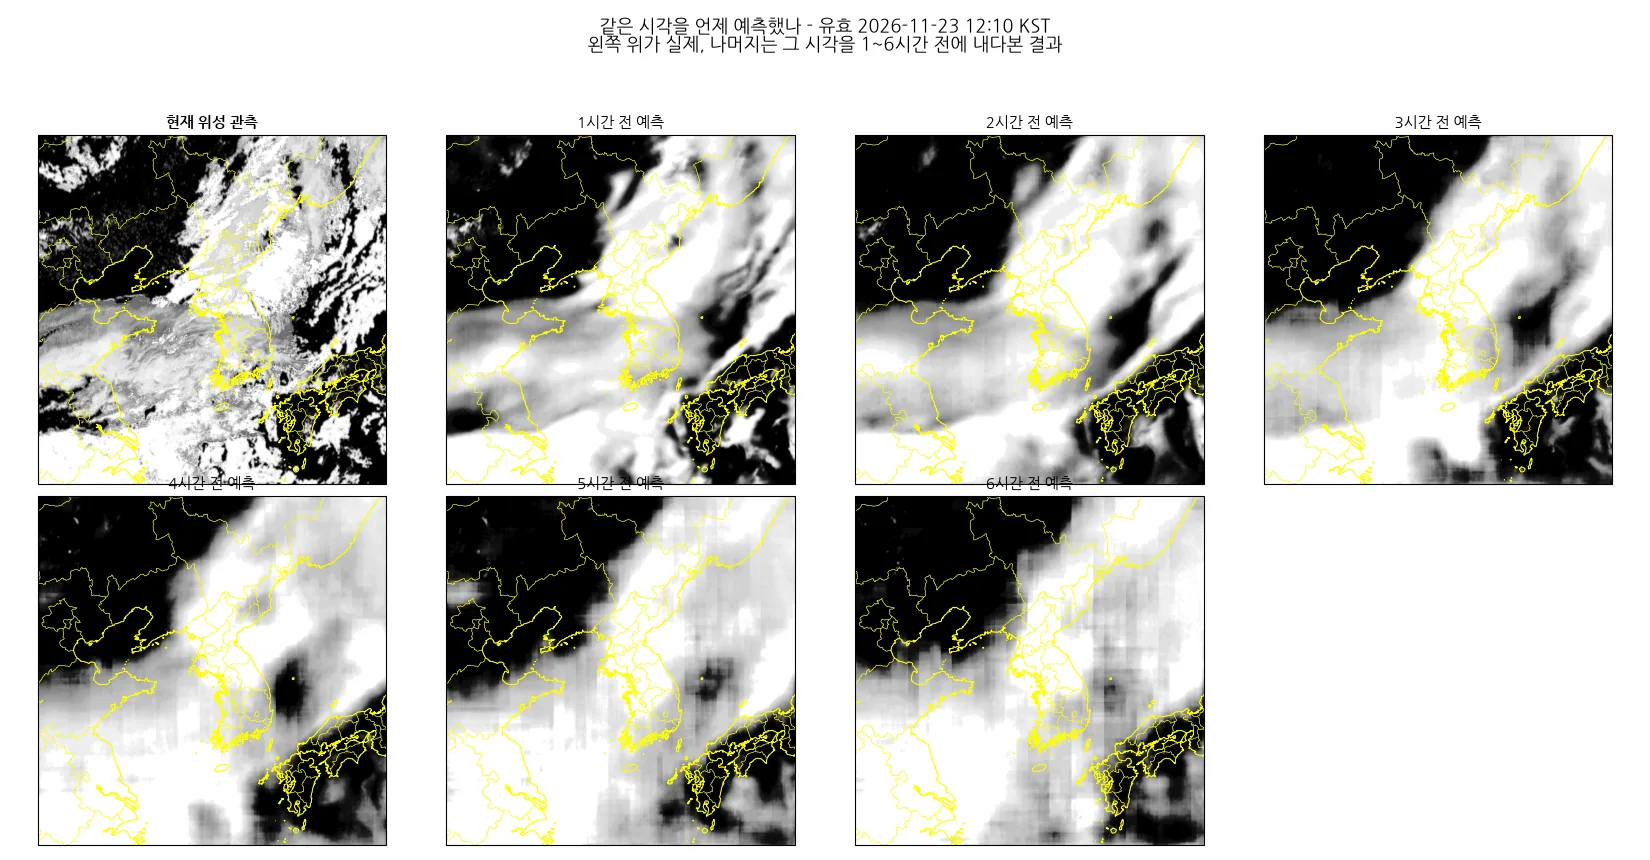 같은 시각을 언제 예측했나 - 유효 2026-11-23 12:10 KST
왼쪽 위가 실제, 나머지는 그 시각을 1~6시간 전에 내다본 결과
현재 위성 관측
1시간 전 예측
2시간 전 예측
3시간 전 예측
4시간 전 예측
5시간 전 예측
6시간 전 예측